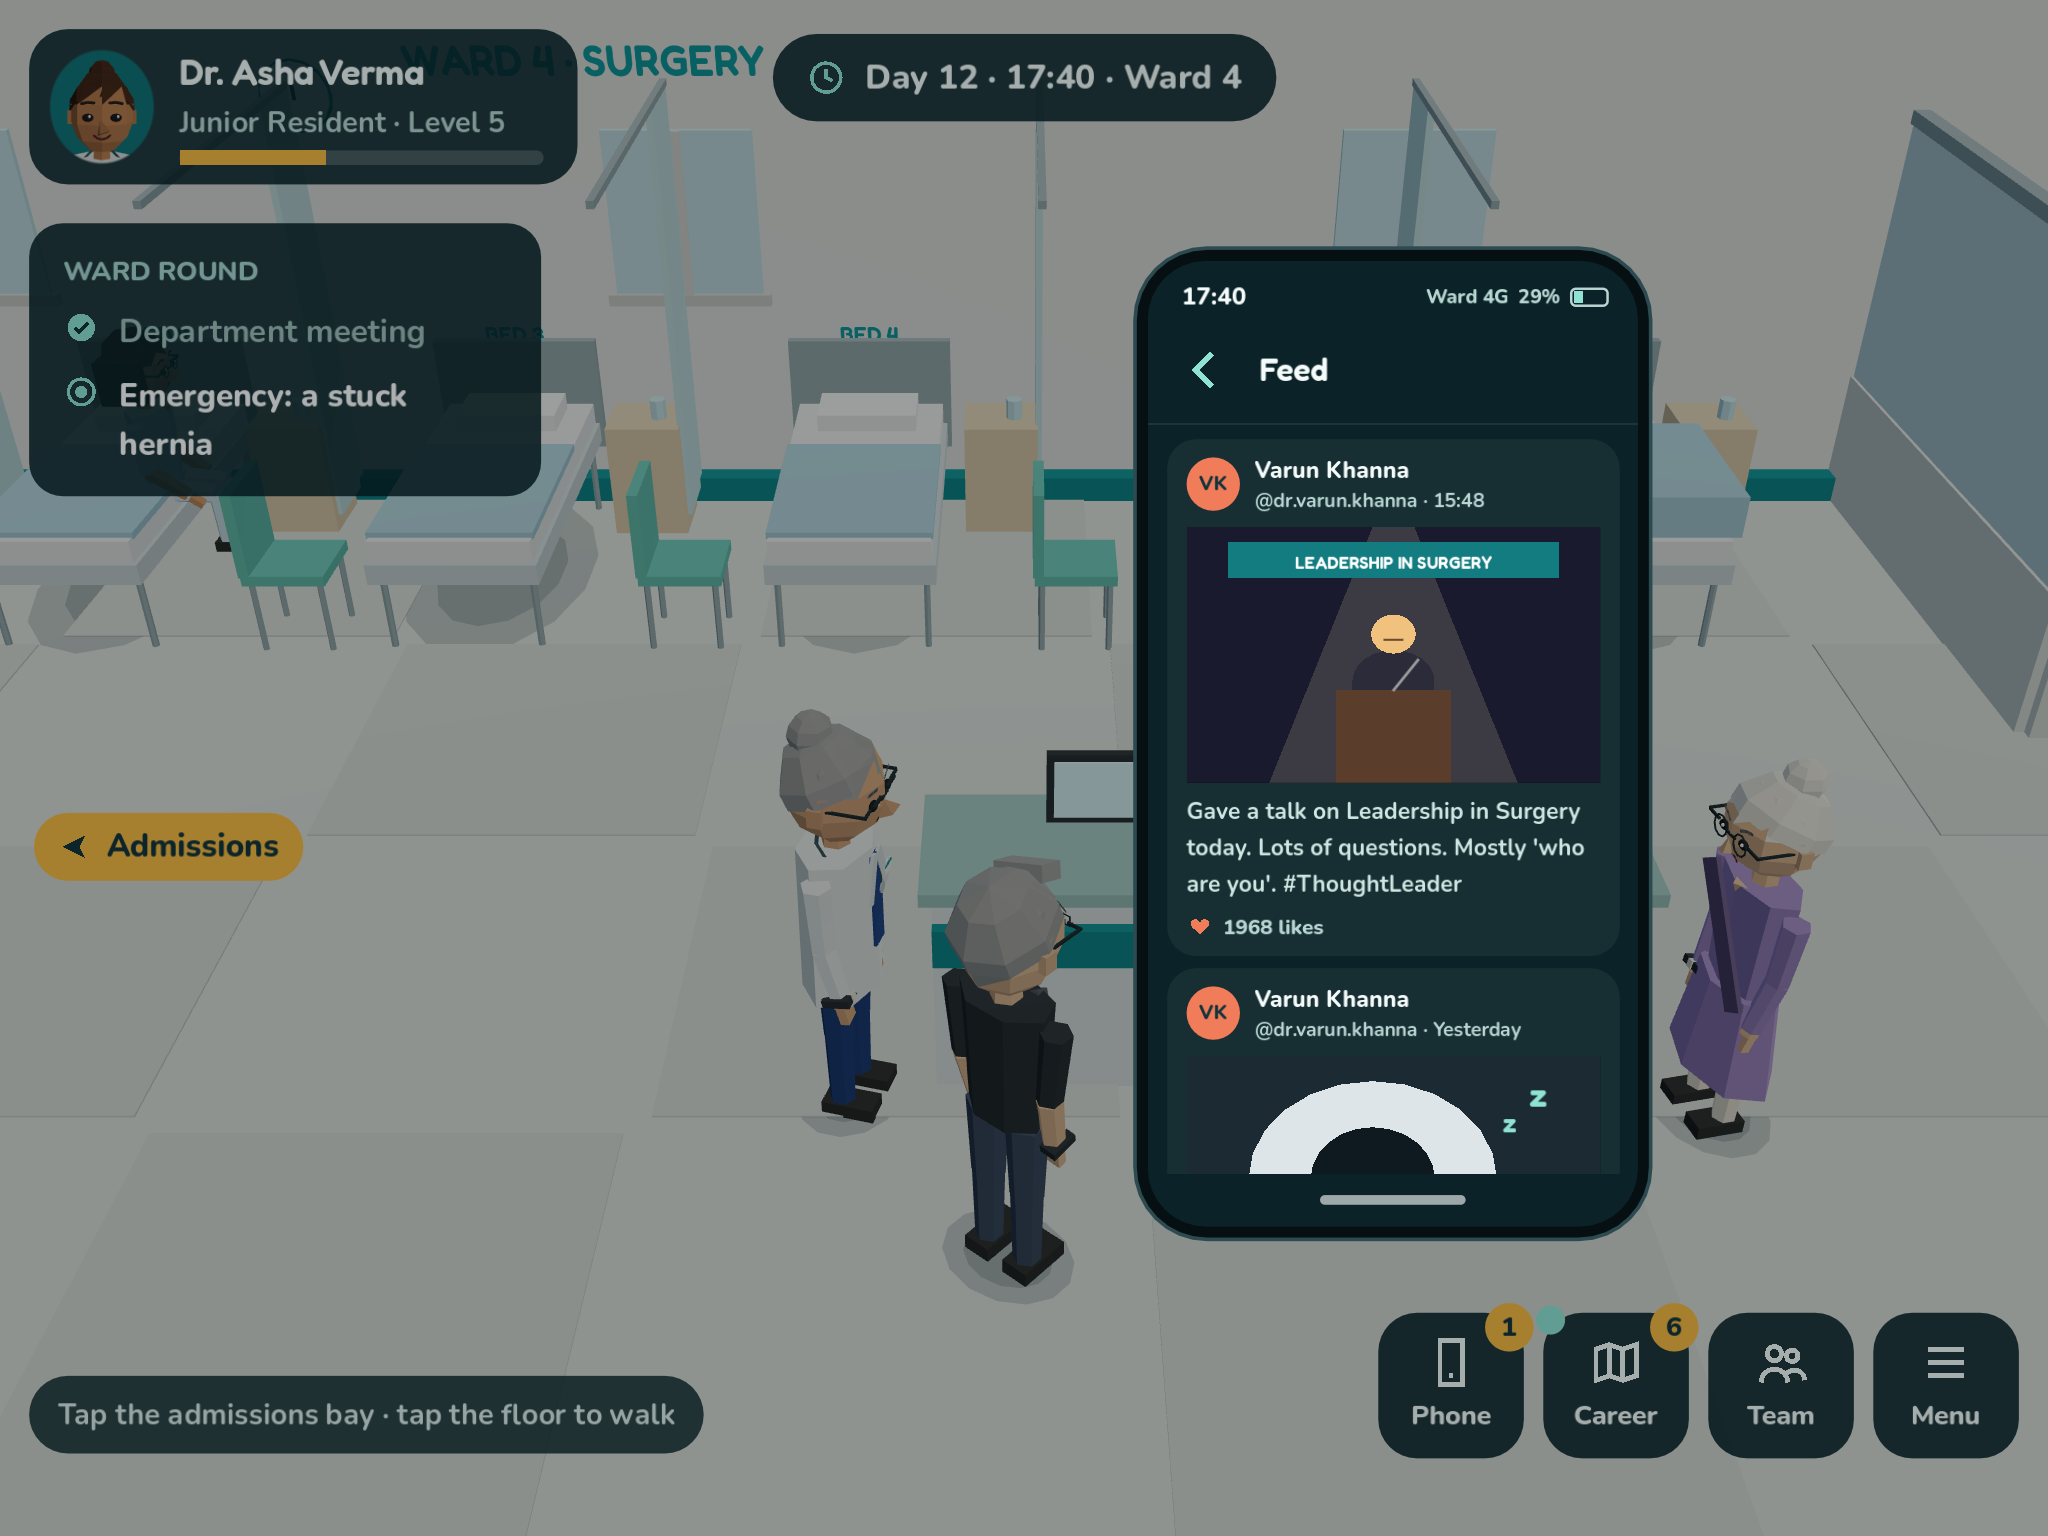 Dr. Asha Verma
Junior Resident · Level 5
WARD 4 · SURGERY
Day 12 · 17:40 · Ward 4
WARD ROUND
Department meeting
Emergency: a stuck
hernia
BED 3
BED 4
Admissions
17:40
Ward 4G 29%
Feed
VK
Varun Khanna
@dr.varun.khanna · 15:48
LEADERSHIP IN SURGERY
Gave a talk on Leadership in Surgery
today. Lots of questions. Mostly 'who
are you'. #ThoughtLeader
1968 likes
VK
Varun Khanna
@dr.varun.khanna · Yesterday
z
z
Tap the admissions bay · tap the floor to walk
1
Phone
6
Career
Team
Menu